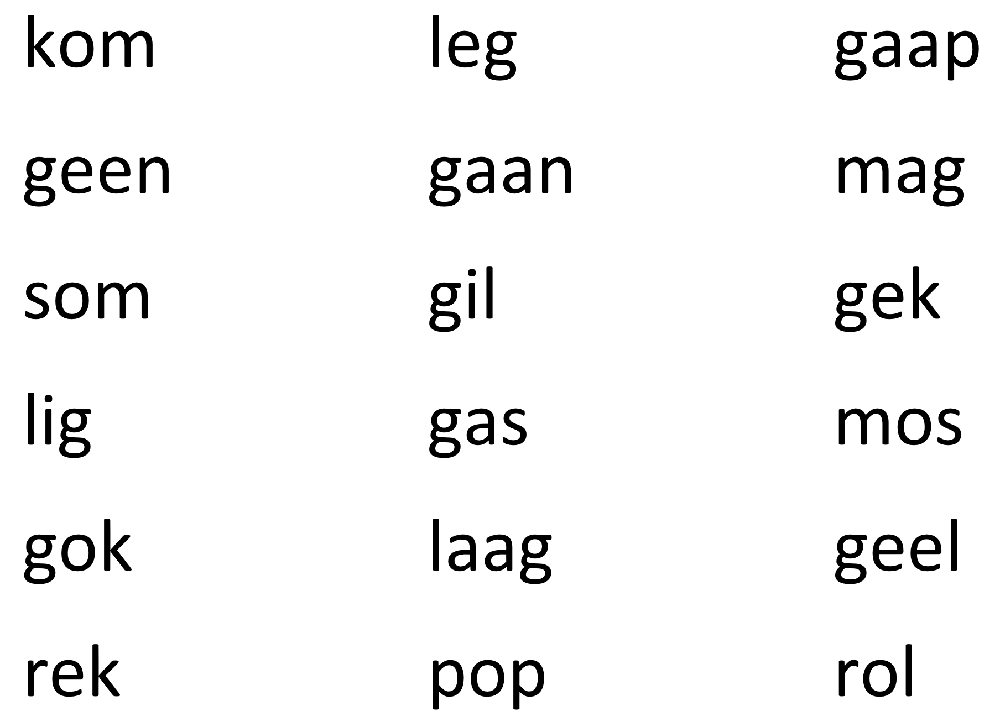 kom leg gaap
geen gaan mag
som gil gek
lig gas mos
gok laag geel
rek pop rol